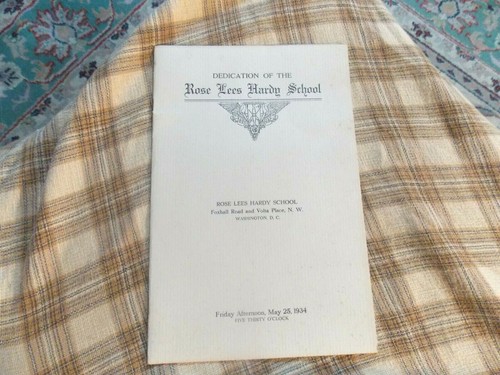 DEDICATION OF THE
Rose Lees Hardy School
ROSE LEES HARDY SCHOOL
Foxhall Road and Volta Place, N. W.
WASHINGTON, D. C.
Friday Afternoon, May 25, 1934
FIVE THIRTY O'CLOCK